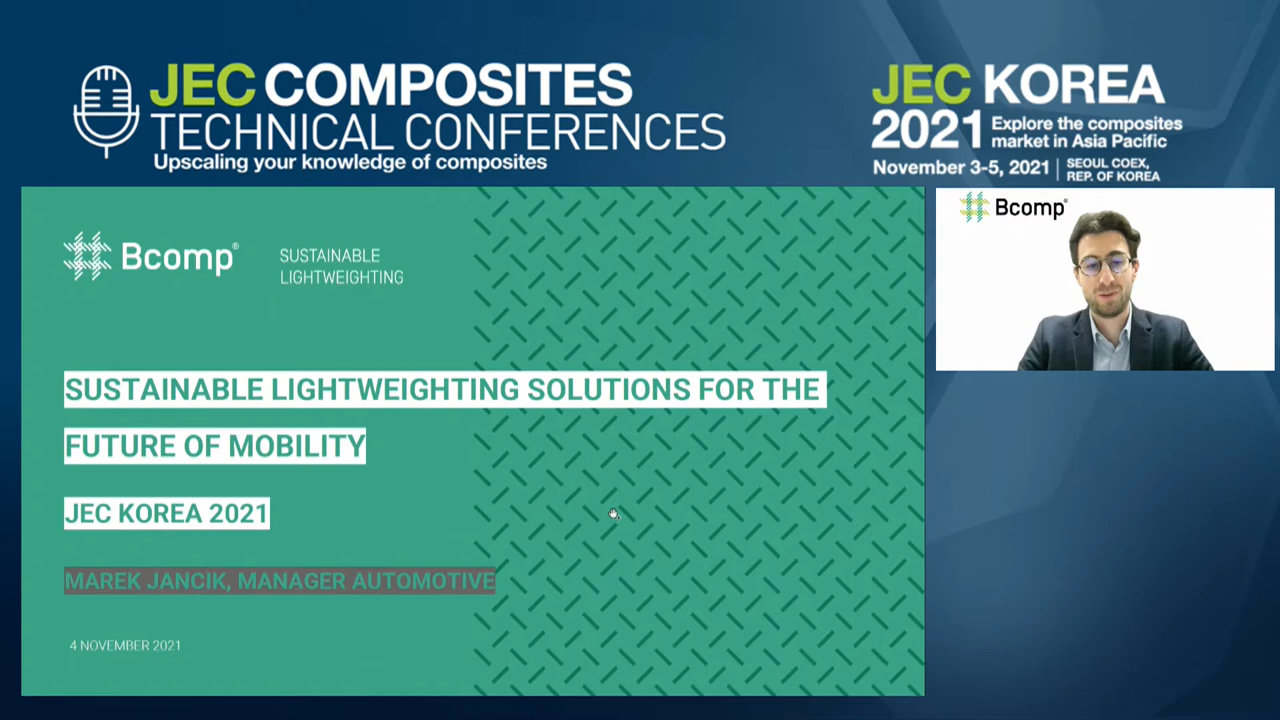 JEC COMPOSITES
TECHNICAL CONFERENCES
Upscaling your knowledge of composites
JEC KOREA
2021 Explore the composites
market in Asia Pacific
November 3-5, 2021 | SEOUL COEX,
REP. OF KOREA
Bcomp®
SUSTAINABLE
LIGHTWEIGHTING
SUSTAINABLE LIGHTWEIGHTING SOLUTIONS FOR THE
FUTURE OF MOBILITY
JEC KOREA 2021
MAREK JANCIK, MANAGER AUTOMOTIVE
4 NOVEMBER 2021
Bcomp®